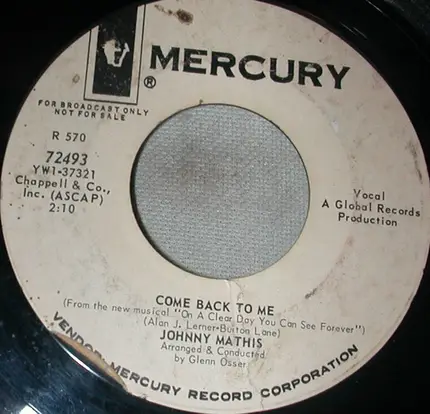 MERCURY
®
FOR BROADCAST ONLY
NOT FOR SALE
R 570
72493
YW1-37321
Chappell & Co.,
Inc. (ASCAP)
2:10
Vocal
A Global Records
Production
COME BACK TO ME
(From the new musical "On A Clear Day You Can See Forever")
(Alan J. Lerner-Burton Lane)
JOHNNY MATHIS
Arranged & Conducted
by Glenn Osser
VENDOR: MERCURY RECORD CORPORATION